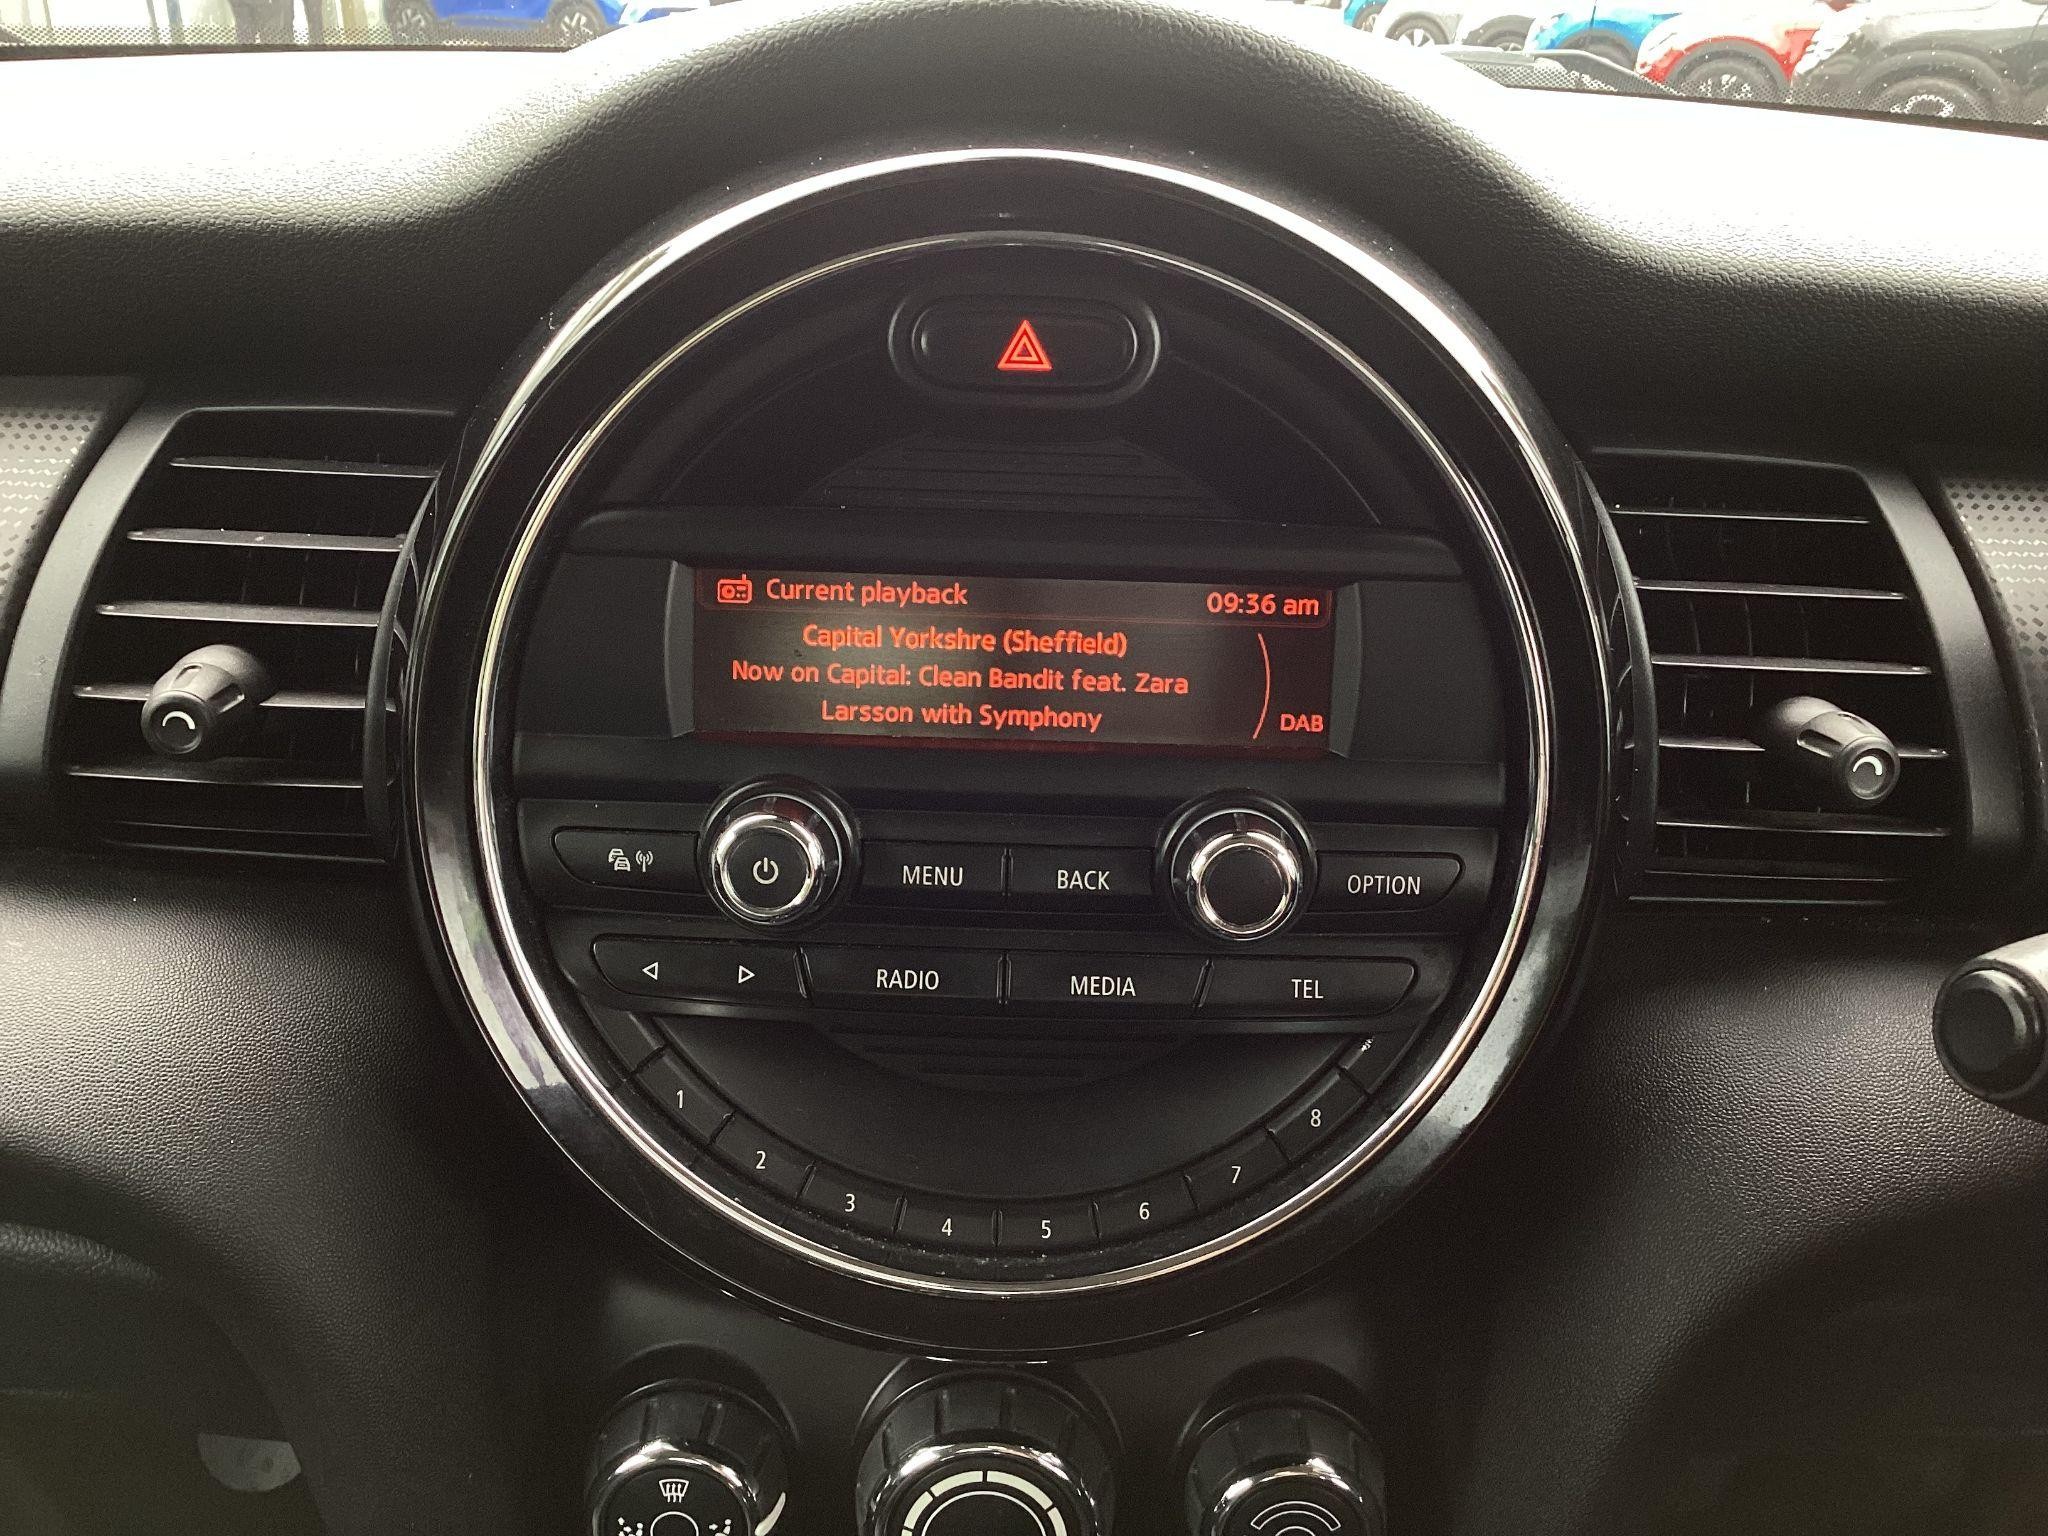 Current playback 09:36 am
Capital Yorkshre (Sheffield)
Now on Capital: Clean Bandit feat. Zara
Larsson with Symphony
DAB
MENU BACK OPTION
RADIO MEDIA TEL
1 2 3 4 5 6 7 8